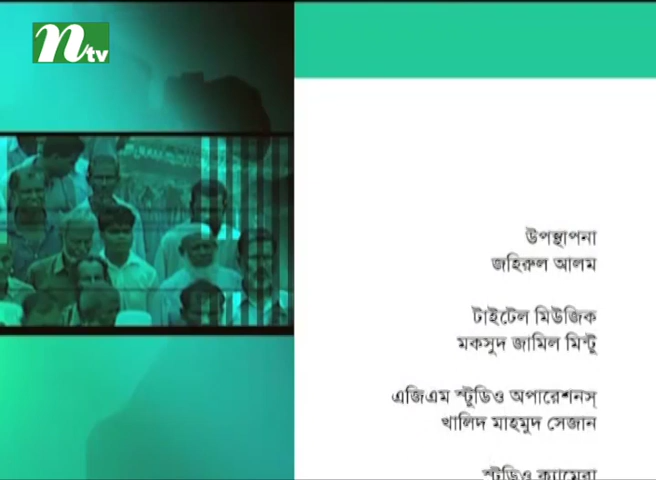 ntv
উপস্থাপনা
জহিরুল আলম
টাইটেল মিউজিক
মকসুদ জামিল মিন্টু
এজিএম স্টুডিও অপারেশনস্
খালিদ মাহমুদ সেজান
স্টুডিও ক্যামেরা